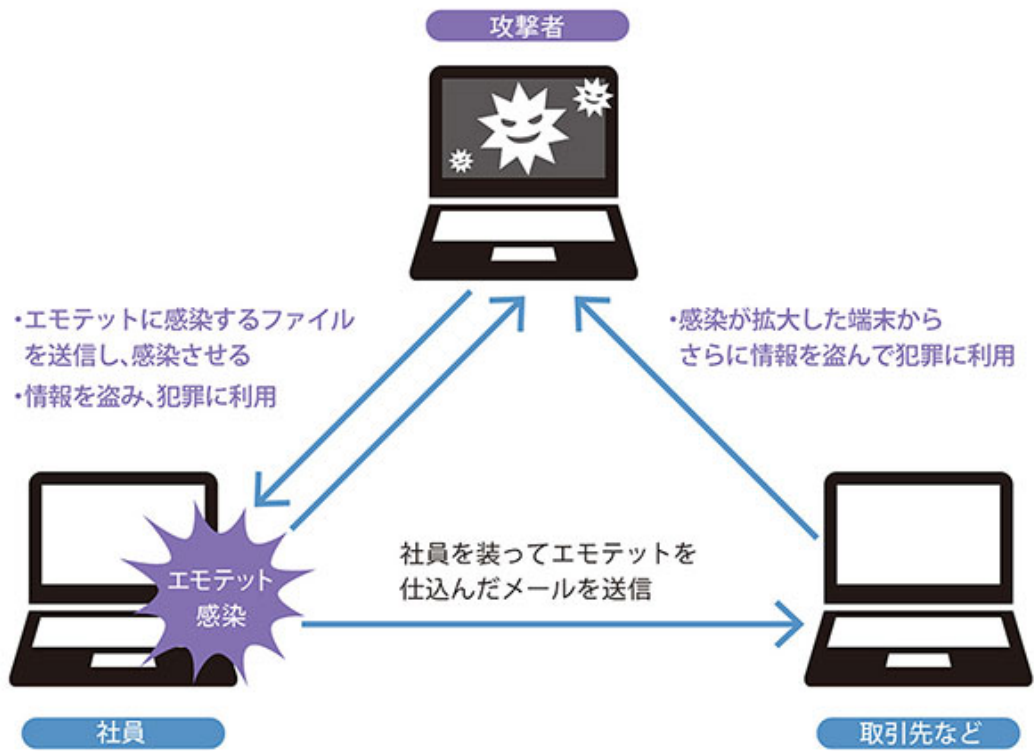 攻撃者
・エモテットに感染するファイル
を送信し、感染させる
・情報を盗み、犯罪に利用
・感染が拡大した端末から
さらに情報を盗んで犯罪に利用
エモテット
感染
社員を装ってエモテットを
仕込んだメールを送信
社員
取引先など